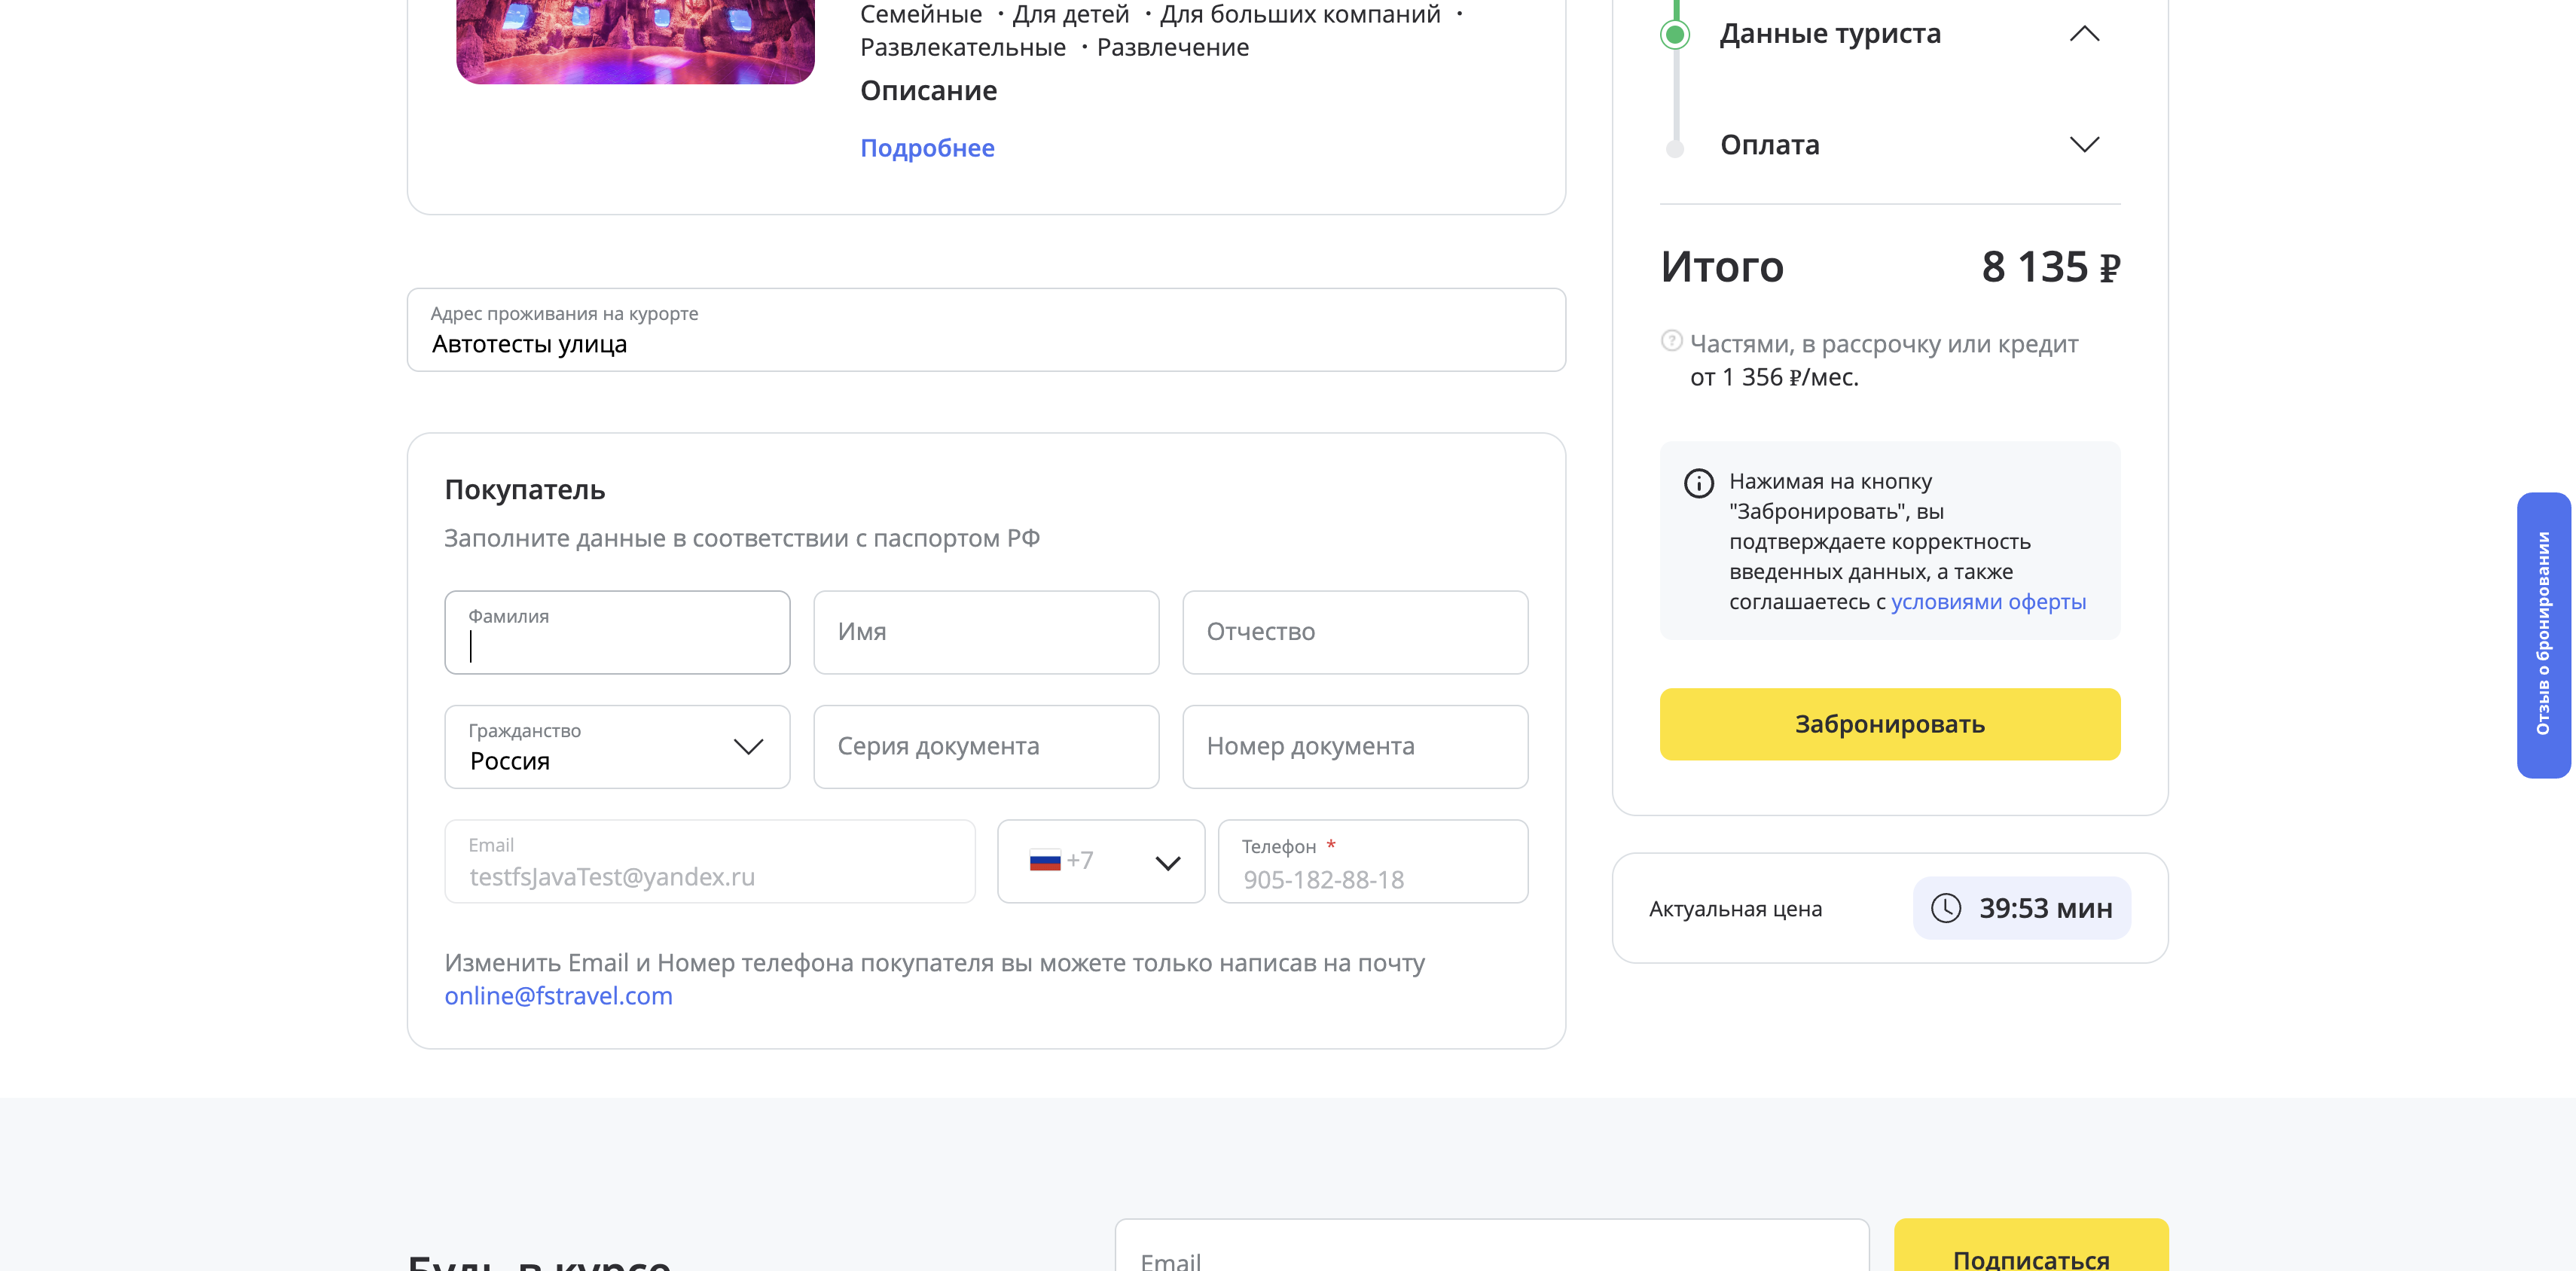 Семейные · Для детей · Для больших компаний ·
Развлекательные · Развлечение
Описание
Подробнее
Адрес проживания на курорте
Автотесты улица
Покупатель
Заполните данные в соответствии с паспортом РФ
Фамилия
Имя
Отчество
Гражданство
Россия
Серия документа
Номер документа
Email
testfsJavaTest@yandex.ru
+7
Телефон *
905-182-88-18
Изменить Email и Номер телефона покупателя вы можете только написав на почту
online@fstravel.com
Данные туриста
Оплата
Итого 8 135 ₽
Частями, в рассрочку или кредит
от 1 356 ₽/мес.
Нажимая на кнопку
"Забронировать", вы
подтверждаете корректность
введенных данных, а также
соглашаетесь с условиями оферты
Забронировать
Актуальная цена 39:53 мин
Отзыв о бронировании
Будь в курсе
Email
Подписаться